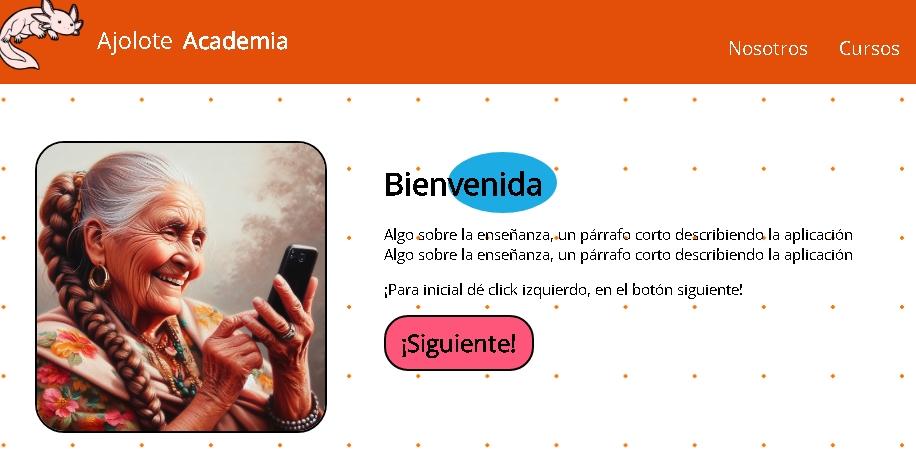 Ajolote Academia
Nosotros Cursos
Bienvenida
Algo sobre la enseñanza, un párrafo corto describiendo la aplicación
Algo sobre la enseñanza, un párrafo corto describiendo la aplicación
¡Para inicial dé click izquierdo, en el botón siguiente!
¡Siguiente!